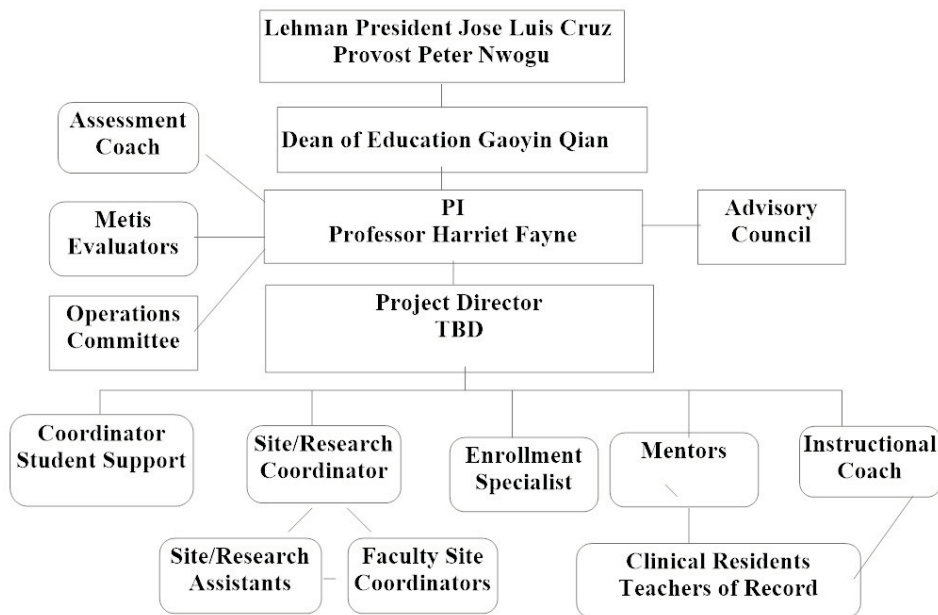 Lehman President Jose Luis Cruz
Provost Peter Nwogu
Assessment
Coach
Dean of Education Gaoyin Qian
Metis
Evaluators
PI
Professor Harriet Fayne
Advisory
Council
Operations
Committee
Project Director
TBD
Coordinator
Student Support
Site/Research
Coordinator
Enrollment
Specialist
Mentors
Instructional
Coach
Site/Research
Assistants
Faculty Site
Coordinators
Clinical Residents
Teachers of Record